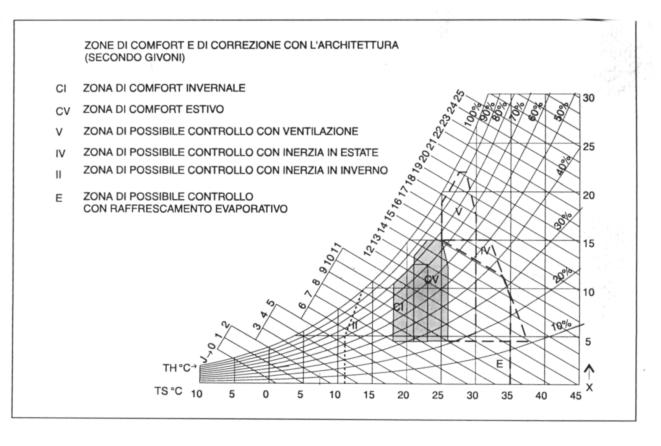 ZONE DI COMFORT E DI CORREZIONE CON L'ARCHITETTURA
(SECONDO GIVONI)
CI ZONA DI COMFORT INVERNALE
CV ZONA DI COMFORT ESTIVO
V ZONA DI POSSIBILE CONTROLLO CON VENTILAZIONE
IV ZONA DI POSSIBILE CONTROLLO CON INERZIA IN ESTATE
II ZONA DI POSSIBILE CONTROLLO CON INERZIA IN INVERNO
E ZONA DI POSSIBILE CONTROLLO
CON RAFFRESCAMENTO EVAPORATIVO
100% 90% 80% 70% 60% 50%
40%
30%
20%
10%
30
25
20
15
10
5
X
12 13 14 15 16 17 18 19 20 21 22 23 24 25
6 7 8 9 10 11
3 4 5
0 1 2
V
IV
CV
CI
II
E
TH °C
TS °C 10 5 0 5 10 15 20 25 30 35 40 45